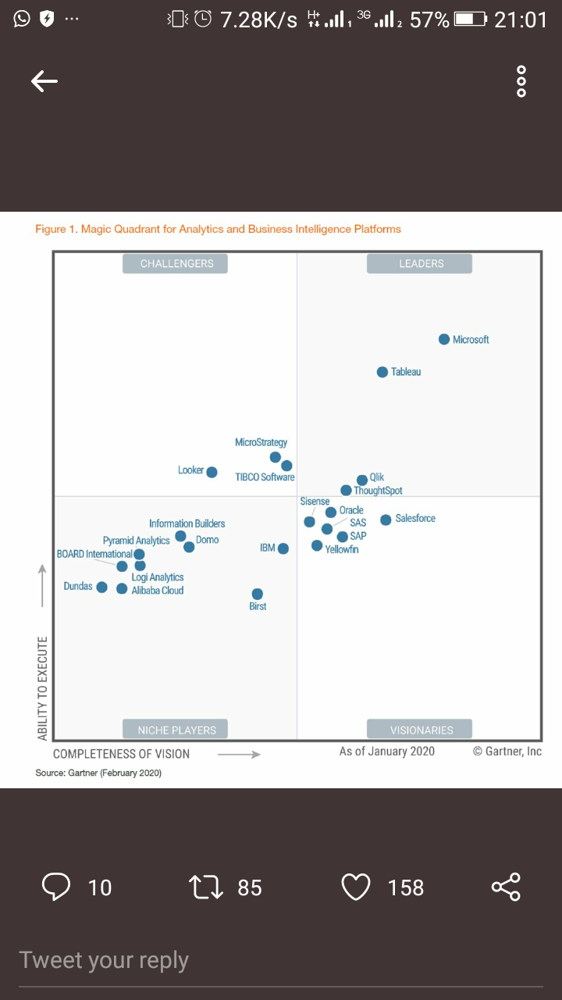 7.28K/s H+ 1 3G 2 57% 21:01
Figure 1. Magic Quadrant for Analytics and Business Intelligence Platforms
CHALLENGERS
LEADERS
Microsoft
Tableau
MicroStrategy
Looker
TIBCO Software
Qlik
ThoughtSpot
Sisense
Oracle
Salesforce
SAS
Information Builders
SAP
Pyramid Analytics
Domo
IBM
Yellowfin
BOARD International
Logi Analytics
Dundas
Alibaba Cloud
Birst
ABILITY TO EXECUTE
NICHE PLAYERS
VISIONARIES
COMPLETENESS OF VISION
As of January 2020
© Gartner, Inc
Source: Gartner (February 2020)
10 85 158
Tweet your reply